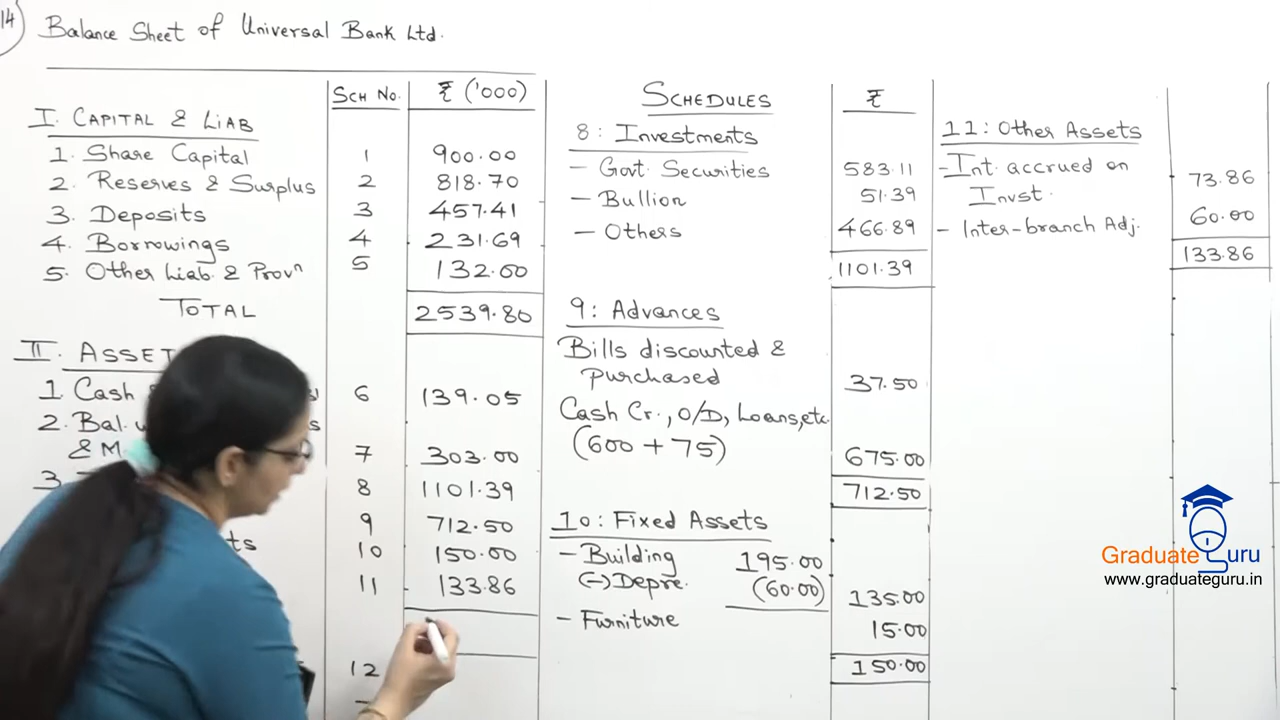 14
Balance Sheet of Universal Bank Ltd.
SCH NO. ₹ ('000)
I. CAPITAL & LIAB
1. Share Capital 1 900.00
2. Reserves & Surplus 2 818.70
3. Deposits 3 457.41
4. Borrowings 4 231.69
5. Other Liab. & Provⁿ 5 132.00
TOTAL 2539.80
II. ASSET
1. Cash 6 139.05
2. Bal.
& M 7 303.00
3. 8 1101.39
9 712.50
ts 10 150.00
11 133.86
12
SCHEDULES ₹
8: Investments
- Govt. Securities 583.11
- Bullion 51.39
- Others 466.89
1101.39
9: Advances
Bills discounted &
purchased 37.50
Cash Cr., O/D, Loans, etc.
(600 + 75) 675.00
712.50
10: Fixed Assets
- Building 195.00
(-) Depre. (60.00) 135.00
- Furniture 15.00
150.00
11: Other Assets
- Int. accrued on
Invst. 73.86
- Inter-branch Adj. 60.00
133.86
Graduate Guru
www.graduateguru.in